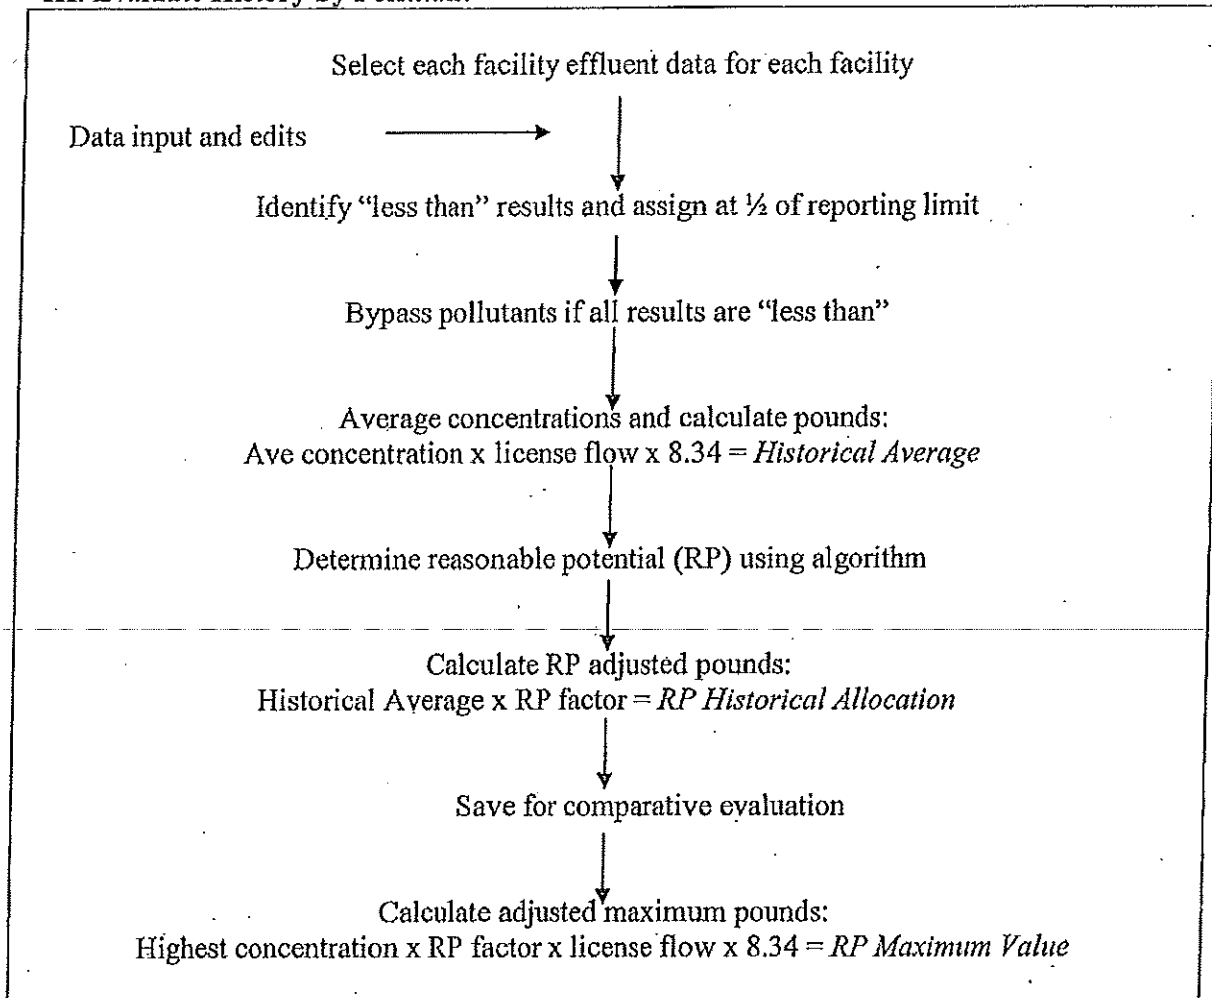 Select each facility effluent data for each facility
Data input and edits
Identify “less than” results and assign at ½ of reporting limit
Bypass pollutants if all results are “less than”
Average concentrations and calculate pounds:
Ave concentration x license flow x 8.34 = Historical Average
Determine reasonable potential (RP) using algorithm
Calculate RP adjusted pounds:
Historical Average x RP factor = RP Historical Allocation
Save for comparative evaluation
Calculate adjusted maximum pounds:
Highest concentration x RP factor x license flow x 8.34 = RP Maximum Value